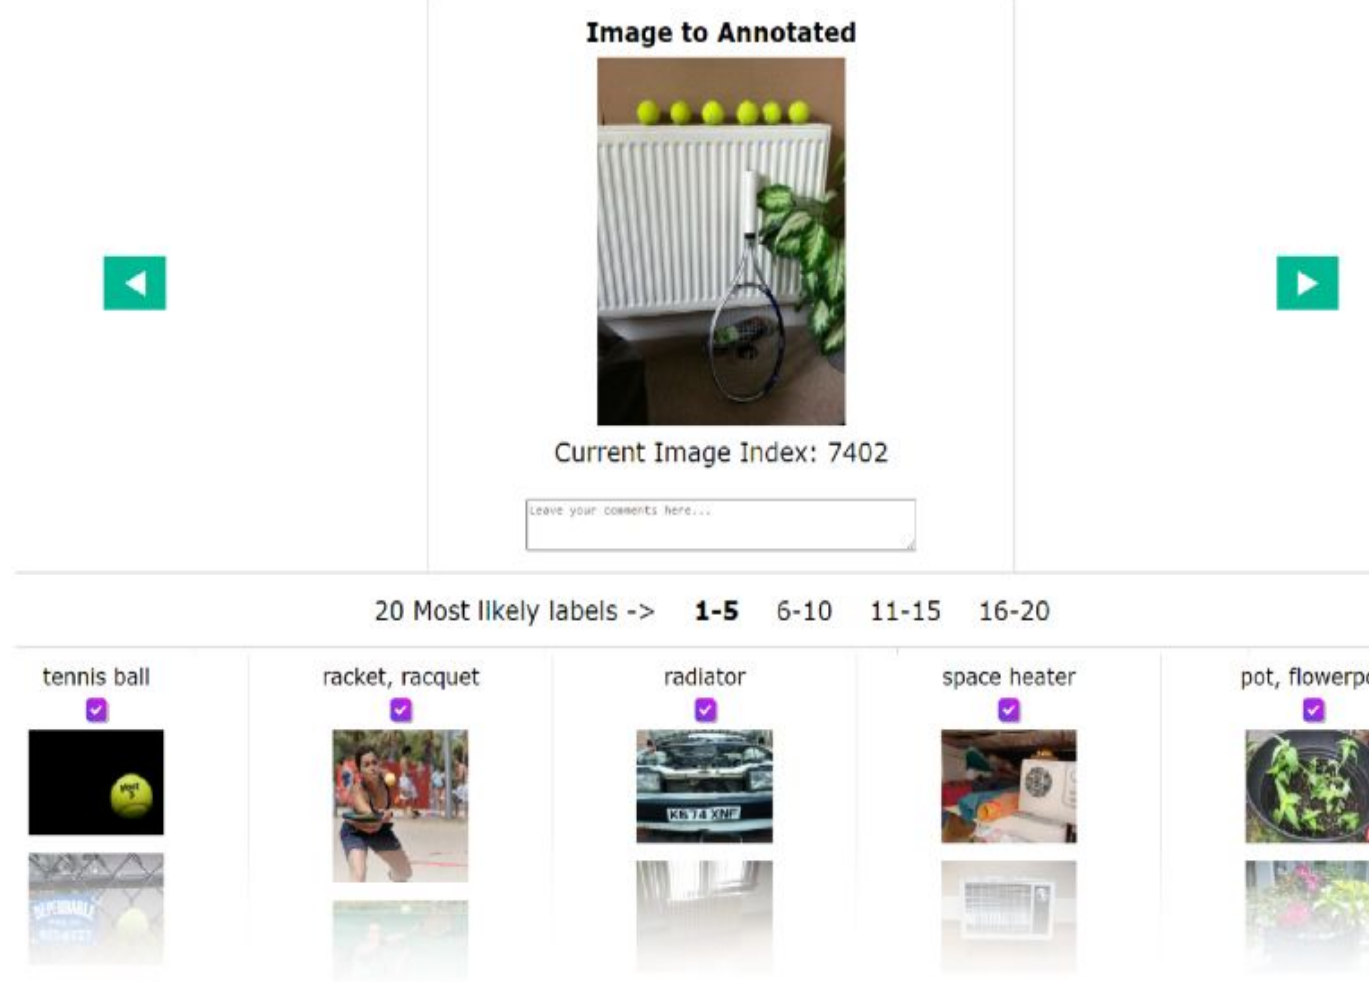 Image to Annotated
Current Image Index: 7402
Leave your comments here...
20 Most likely labels -> 1-5 6-10 11-15 16-20
tennis ball racket, racquet radiator space heater pot, flowerpo
K674 XNF
DEPENDABLE